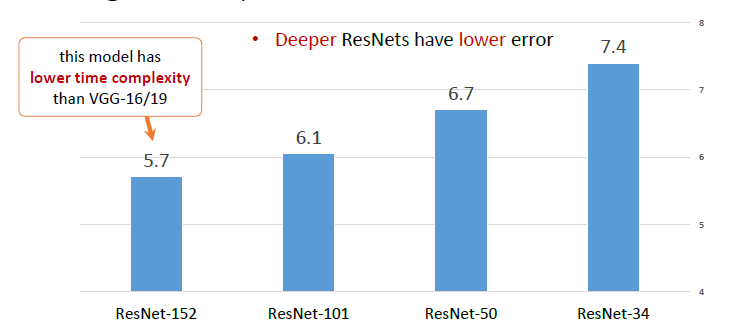 • Deeper ResNets have lower error
this model has
lower time complexity
than VGG-16/19
5.7
6.1
6.7
7.4
8
7
6
5
4
ResNet-152
ResNet-101
ResNet-50
ResNet-34